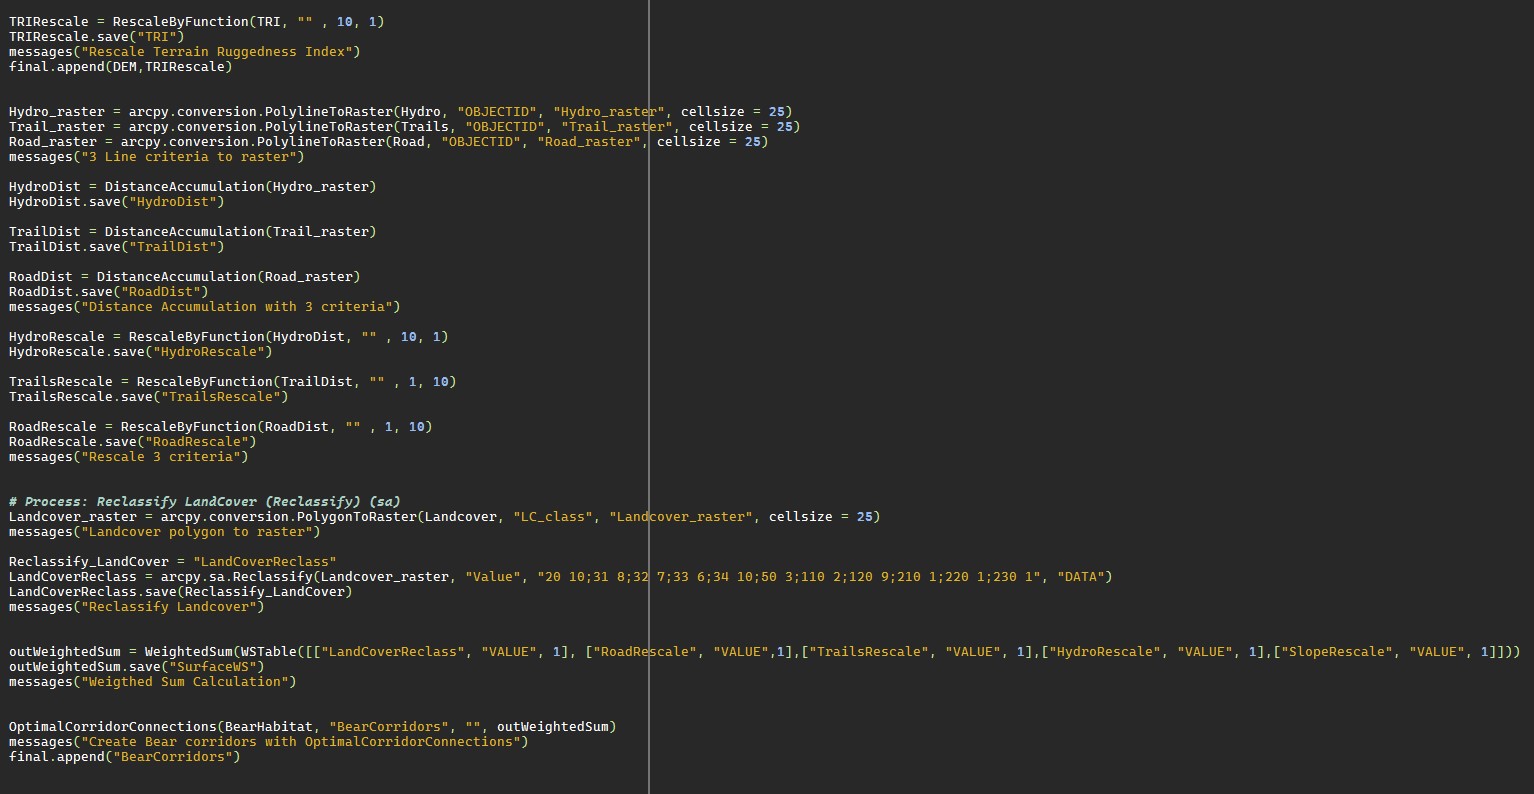 TRIRescale = RescaleByFunction(TRI, "" , 10, 1)
TRIRescale.save("TRI")
messages("Rescale Terrain Ruggedness Index")
final.append(DEM,TRIRescale)
Hydro_raster = arcpy.conversion.PolylineToRaster(Hydro, "OBJECTID", "Hydro_raster", cellsize = 25)
Trail_raster = arcpy.conversion.PolylineToRaster(Trails, "OBJECTID", "Trail_raster", cellsize = 25)
Road_raster = arcpy.conversion.PolylineToRaster(Road, "OBJECTID", "Road_raster", cellsize = 25)
messages("3 Line criteria to raster")
HydroDist = DistanceAccumulation(Hydro_raster)
HydroDist.save("HydroDist")
TrailDist = DistanceAccumulation(Trail_raster)
TrailDist.save("TrailDist")
RoadDist = DistanceAccumulation(Road_raster)
RoadDist.save("RoadDist")
messages("Distance Accumulation with 3 criteria")
HydroRescale = RescaleByFunction(HydroDist, "" , 10, 1)
HydroRescale.save("HydroRescale")
TrailsRescale = RescaleByFunction(TrailDist, "" , 1, 10)
TrailsRescale.save("TrailsRescale")
RoadRescale = RescaleByFunction(RoadDist, "" , 1, 10)
RoadRescale.save("RoadRescale")
messages("Rescale 3 criteria")
# Process: Reclassify LandCover (Reclassify) (sa)
Landcover_raster = arcpy.conversion.PolygonToRaster(Landcover, "LC_class", "Landcover_raster", cellsize = 25)
messages("Landcover polygon to raster")
Reclassify_LandCover = "LandCoverReclass"
LandCoverReclass = arcpy.sa.Reclassify(Landcover_raster, "Value", "20 10;31 8;32 7;33 6;34 10;50 3;110 2;120 9;210 1;220 1;230 1", "DATA")
LandCoverReclass.save(Reclassify_LandCover)
messages("Reclassify Landcover")
outWeightedSum = WeightedSum(WSTable([["LandCoverReclass", "VALUE", 1], ["RoadRescale", "VALUE",1],["TrailsRescale", "VALUE", 1],["HydroRescale", "VALUE", 1],["SlopeRescale", "VALUE", 1]]))
outWeightedSum.save("SurfaceWS")
messages("Weigthed Sum Calculation")
OptimalCorridorConnections(BearHabitat, "BearCorridors", "", outWeightedSum)
messages("Create Bear corridors with OptimalCorridorConnections")
final.append("BearCorridors")